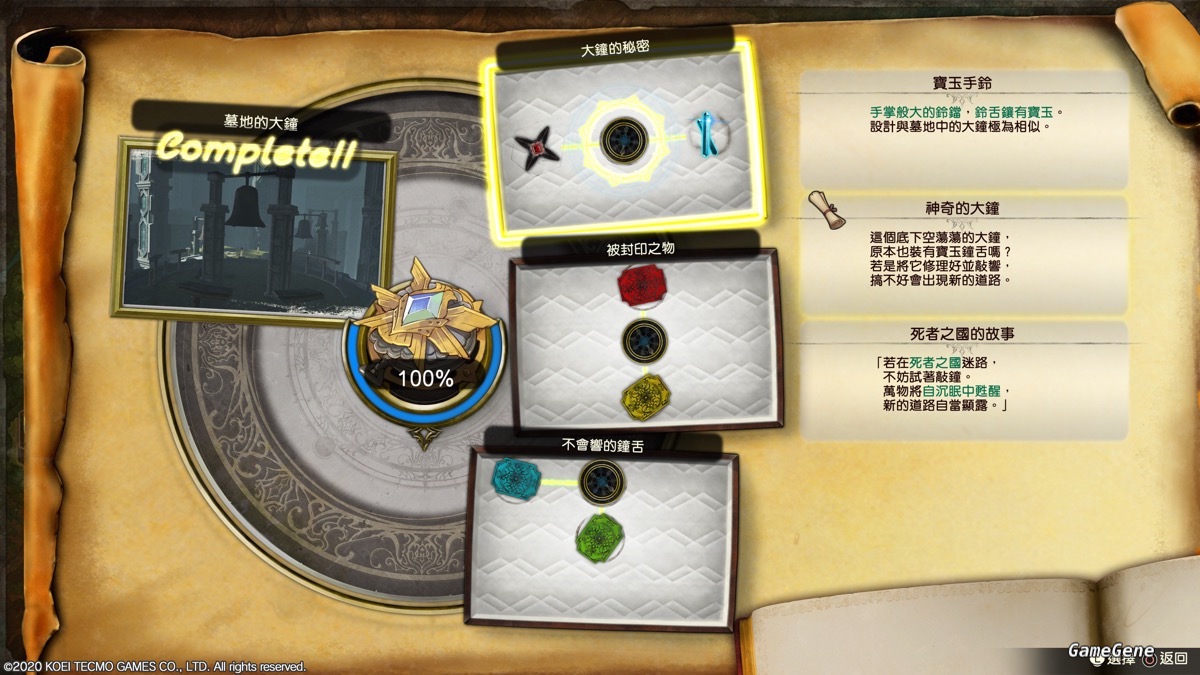 墓地的大鐘
Complete!!
100%
大鐘的秘密
被封印之物
不會響的鐘舌
寶玉手鈴
手掌般大的鈴鐺,鈴舌鑲有寶玉。
設計與墓地中的大鐘極為相似。
神奇的大鐘
這個底下空蕩蕩的大鐘,
原本也裝有寶玉鐘舌嗎?
若是將它修理好並敲響,
搞不好會出現新的道路。
死者之國的故事
「若在死者之國迷路,
不妨試著敲鐘。
萬物將自沉眠中甦醒,
新的道路自當顯露。」
©2020 KOEI TECMO GAMES CO., LTD. All rights reserved.
GameGene
L 選擇 返回